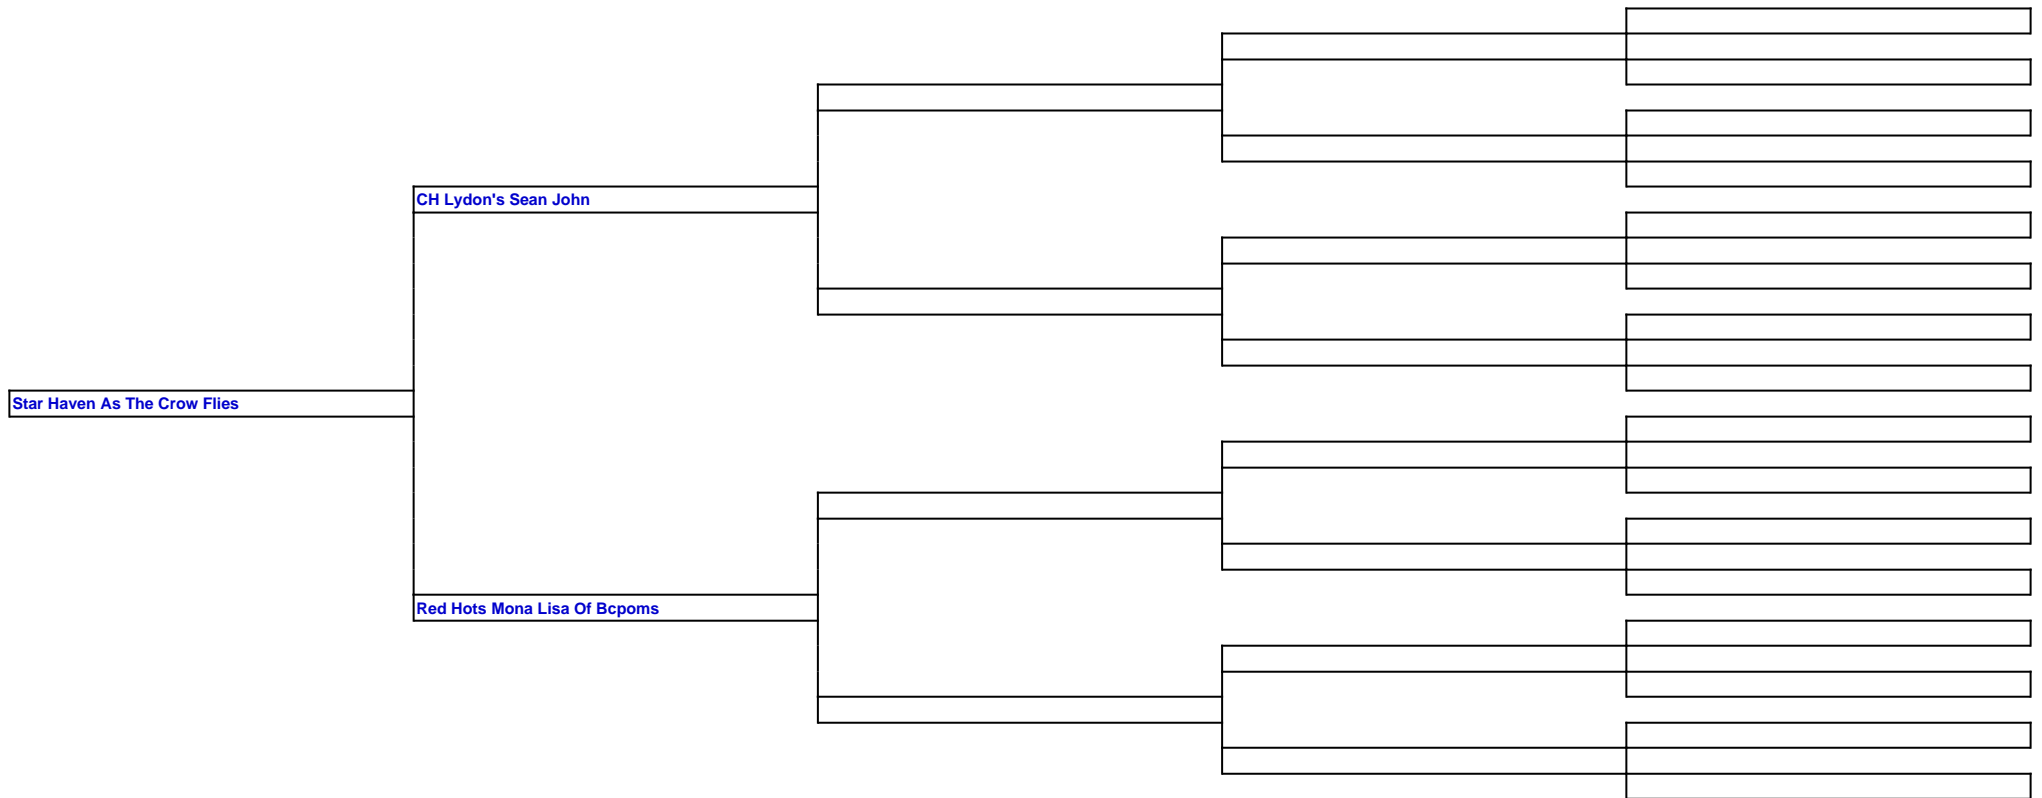 CH Lydon's Sean John
Star Haven As The Crow Flies
Red Hots Mona Lisa Of Bcpoms